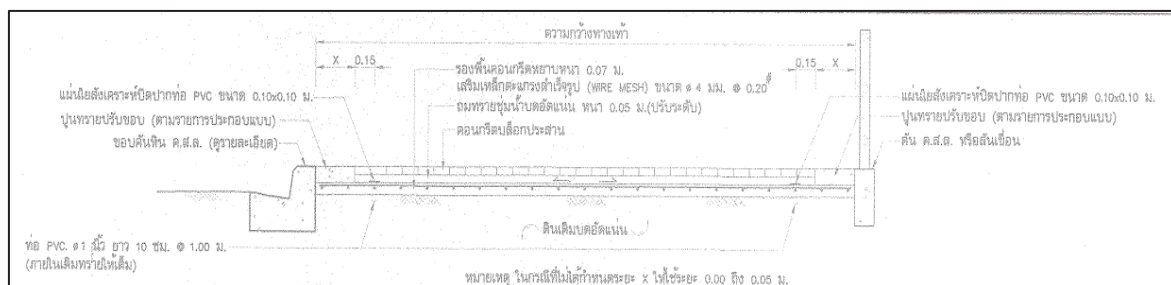 ความกว้างทางเท้า
X 0.15 0.15 X
รองพื้นคอนกรีตหยาบหนา 0.07 ม.
เสริมเหล็กตะแกรงสำเร็จรูป (WIRE MESH) ขนาด ø 4 มม. @ 0.20#
ถมทรายชุ่มน้ำบดอัดแน่น หนา 0.05 ม.(ปรับระดับ)
คอนกรีตบล็อกประสาน
แผ่นใยสังเคราะห์ปิดปากท่อ PVC ขนาด 0.10x0.10 ม.
ปูนทรายปรับขอบ (ตามรายการประกอบแบบ)
ขอบคันหิน ค.ส.ล. (ดูรายละเอียด)
แผ่นใยสังเคราะห์ปิดปากท่อ PVC ขนาด 0.10x0.10 ม.
ปูนทรายปรับขอบ (ตามรายการประกอบแบบ)
คัน ค.ส.ล. หรือสันเขื่อน
ท่อ PVC. ø 1 นิ้ว ยาว 10 ซม. @ 1.00 ม.
(ภายในเติมทรายให้เต็ม)
ดินเดิมบดอัดแน่น
หมายเหตุ ในกรณีที่ไม่ได้กำหนดระยะ X ให้ใช้ระยะ 0.00 ถึง 0.05 ม.